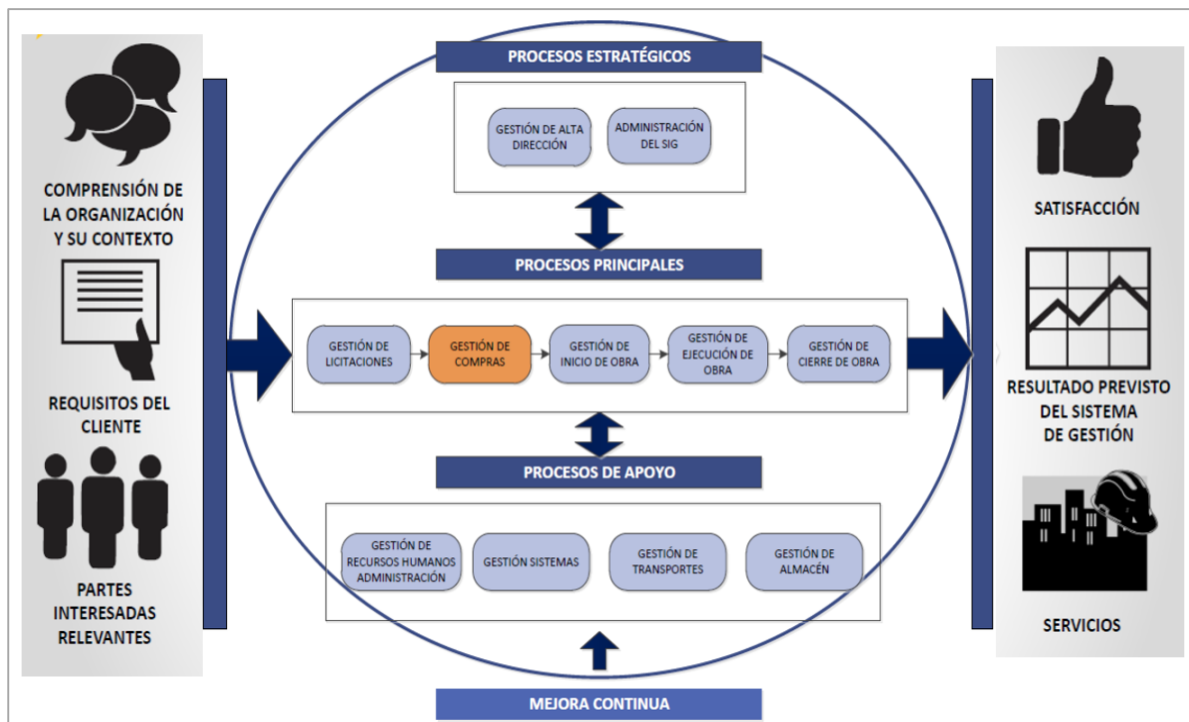 COMPRENSIÓN DE
LA ORGANIZACIÓN
Y SU CONTEXTO
REQUISITOS DEL
CLIENTE
PARTES
INTERESADAS
RELEVANTES
PROCESOS ESTRATÉGICOS
GESTIÓN DE ALTA
DIRECCIÓN
ADMINISTRACIÓN
DEL SIG
PROCESOS PRINCIPALES
GESTIÓN DE
LICITACIONES
GESTIÓN DE
COMPRAS
GESTIÓN DE
INICIO DE OBRA
GESTIÓN DE
EJECUCIÓN DE
OBRA
GESTIÓN DE
CIERRE DE OBRA
PROCESOS DE APOYO
GESTIÓN DE
RECURSOS HUMANOS
ADMINISTRACIÓN
GESTIÓN SISTEMAS
GESTIÓN DE
TRANSPORTES
GESTIÓN DE
ALMACÉN
MEJORA CONTINUA
SATISFACCIÓN
RESULTADO PREVISTO
DEL SISTEMA
DE GESTIÓN
SERVICIOS